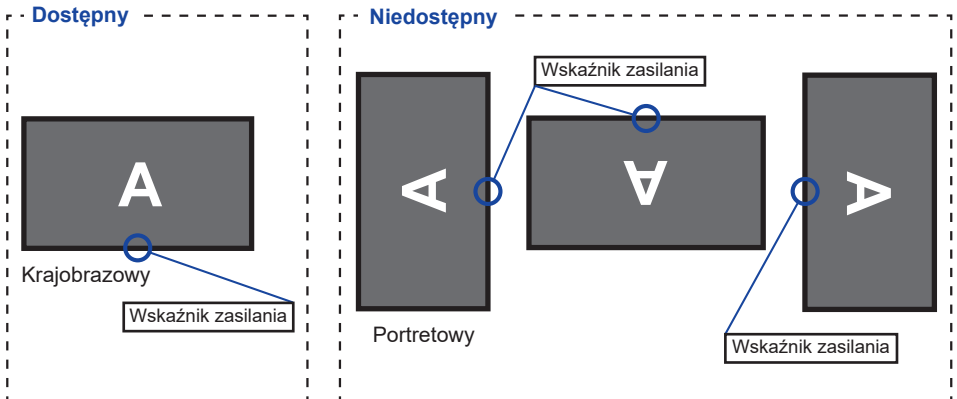 Dostępny
A
Krajobrazowy
Wskaźnik zasilania
Niedostępny
Wskaźnik zasilania
A
A
A
Portretowy
Wskaźnik zasilania